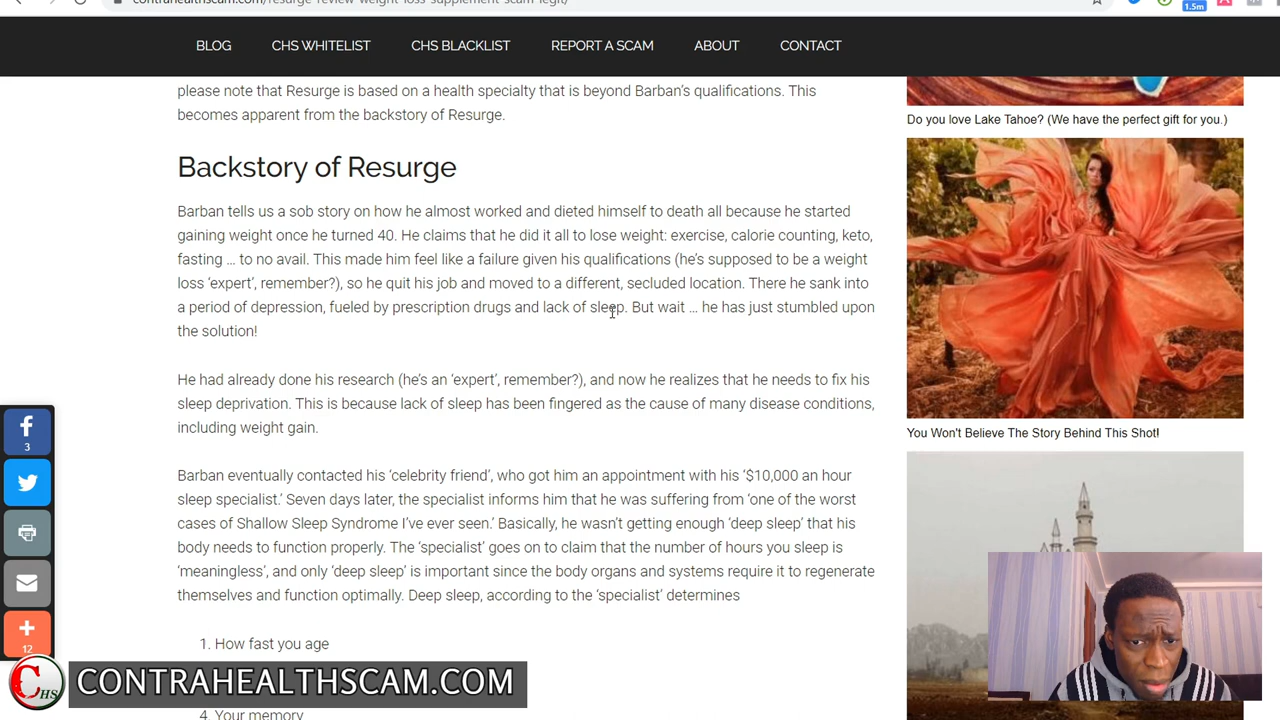 contrahealthscam.com/resurge-review-weight-loss-supplement-scam-legit/
1.5m
BLOG
CHS WHITELIST
CHS BLACKLIST
REPORT A SCAM
ABOUT
CONTACT
please note that Resurge is based on a health specialty that is beyond Barban’s qualifications. This
becomes apparent from the backstory of Resurge.
Backstory of Resurge
Barban tells us a sob story on how he almost worked and dieted himself to death all because he started
gaining weight once he turned 40. He claims that he did it all to lose weight: exercise, calorie counting, keto,
fasting … to no avail. This made him feel like a failure given his qualifications (he’s supposed to be a weight
loss ‘expert’, remember?), so he quit his job and moved to a different, secluded location. There he sank into
a period of depression, fueled by prescription drugs and lack of sleep. But wait … he has just stumbled upon
the solution!
He had already done his research (he’s an ‘expert’, remember?), and now he realizes that he needs to fix his
sleep deprivation. This is because lack of sleep has been fingered as the cause of many disease conditions,
including weight gain.
Barban eventually contacted his ‘celebrity friend’, who got him an appointment with his ‘$10,000 an hour
sleep specialist.’ Seven days later, the specialist informs him that he was suffering from ‘one of the worst
cases of Shallow Sleep Syndrome I’ve ever seen.’ Basically, he wasn’t getting enough ‘deep sleep’ that his
body needs to function properly. The ‘specialist’ goes on to claim that the number of hours you sleep is
‘meaningless’, and only ‘deep sleep’ is important since the body organs and systems require it to regenerate
themselves and function optimally. Deep sleep, according to the ‘specialist’ determines
1. How fast you age
4. Your memory
Do you love Lake Tahoe? (We have the perfect gift for you.)
You Won't Believe The Story Behind This Shot!
3
12
CHS
CONTRAHEALTHSCAM.COM